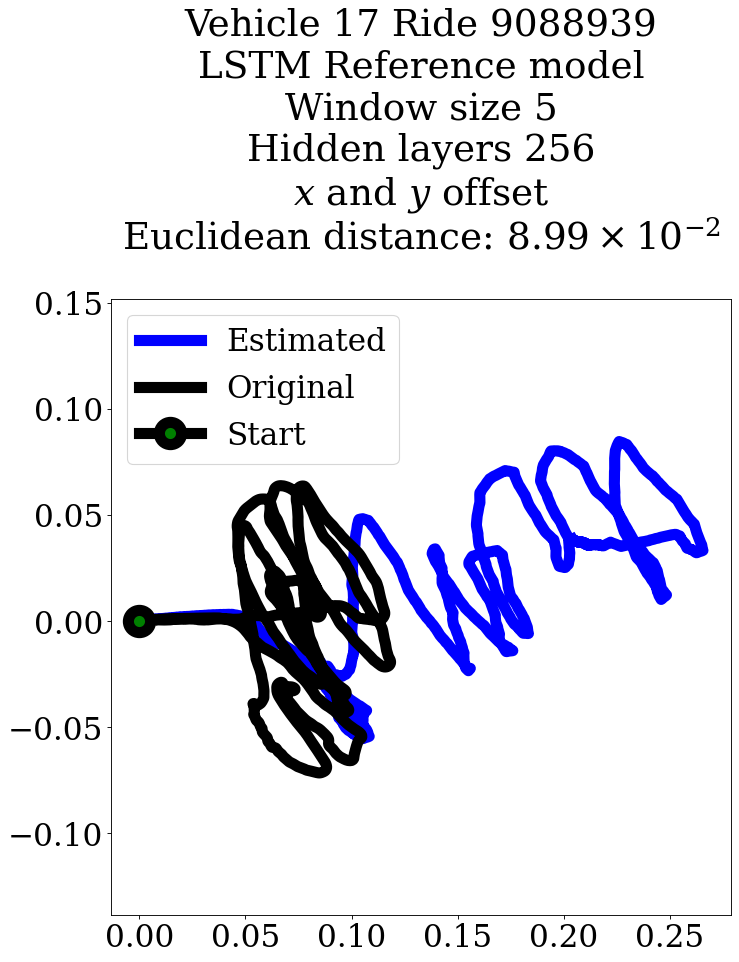 Vehicle 17 Ride 9088939
LSTM Reference model
Window size 5
Hidden layers 256
x and y offset
Euclidean distance: 8.99 × 10⁻²
0.15
0.10
0.05
0.00
−0.05
−0.10
Estimated
Original
Start
0.00 0.05 0.10 0.15 0.20 0.25